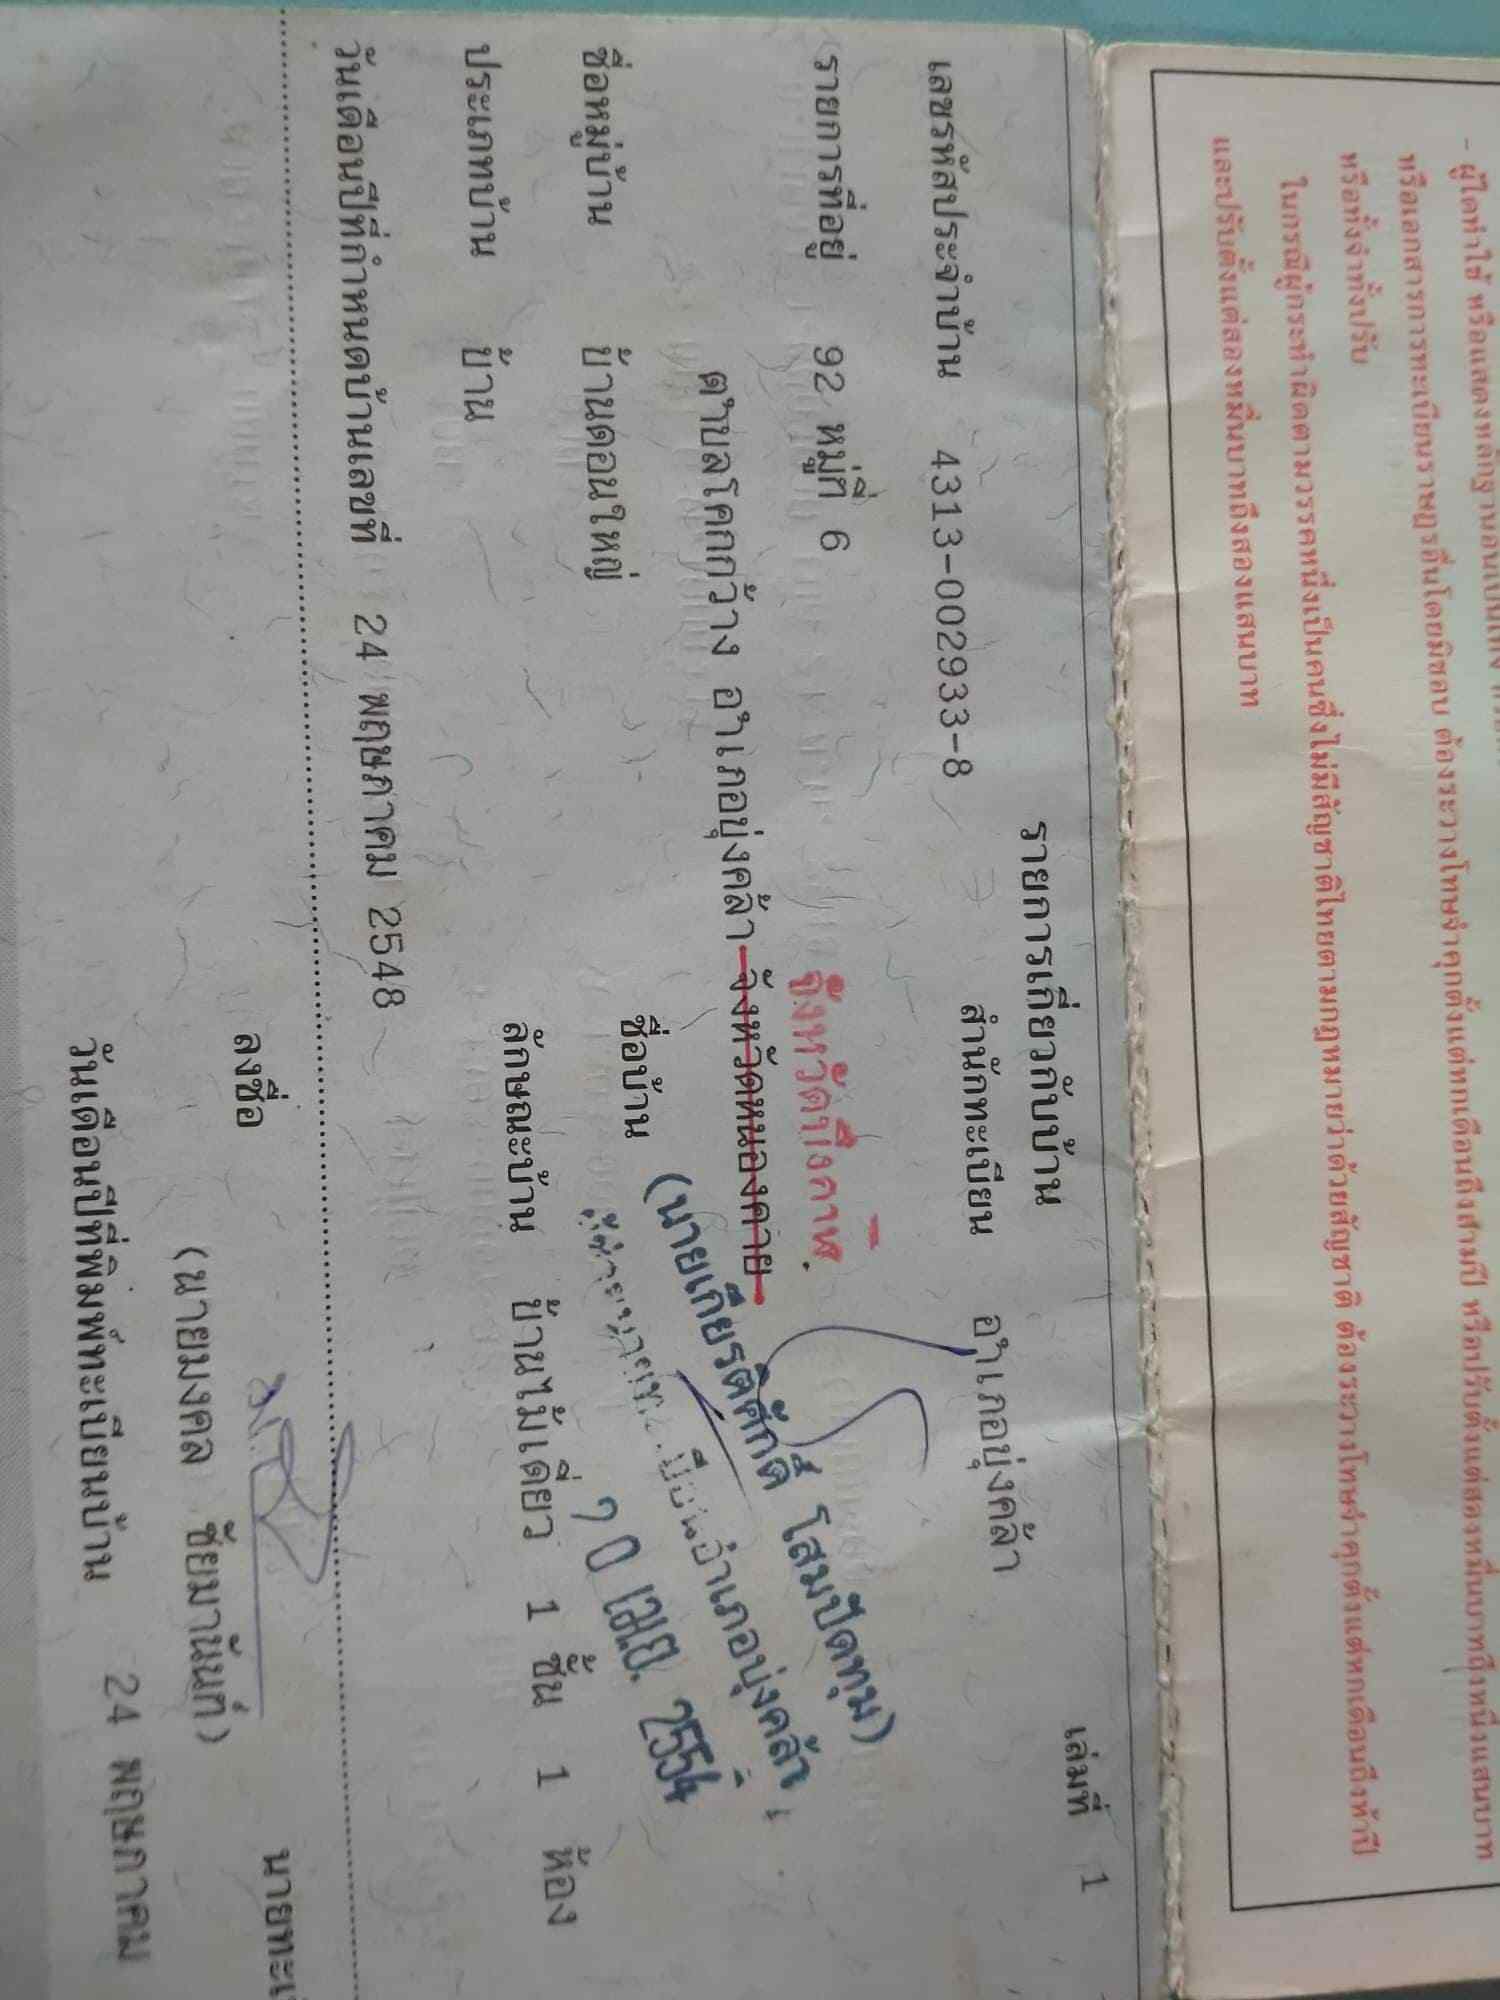 - ผู้ใดทำใช้ หรือแสดงหลักฐานอันเป็นเท็จ
หรือเอกสารการทะเบียนราษฎรอื่นโดยมิชอบ ต้องระวางโทษจำคุกตั้งแต่หกเดือนถึงสามปี หรือปรับตั้งแต่สองหมื่นบาทถึงหนึ่งแสนบาท
หรือทั้งจำทั้งปรับ
ในกรณีผู้กระทำผิดตามวรรคหนึ่งเป็นคนซึ่งไม่มีสัญชาติไทยตามกฎหมายว่าด้วยสัญชาติ ต้องระวางโทษจำคุกตั้งแต่หกเดือนถึงห้าปี
และปรับตั้งแต่สองหมื่นบาทถึงสองแสนบาท
เล่มที่ 1
รายการเกี่ยวกับบ้าน
เลขรหัสประจำบ้าน 4313-002933-8 สำนักทะเบียน อำเภอบุ่งคล้า
รายการที่อยู่ 92 หมู่ที่ 6
จังหวัดบึงกาฬ
ตำบลโคกกว้าง อำเภอบุ่งคล้า จังหวัดหนองคาย
(นายเกียรติศักดิ์ โสมปัดทุม)
ชื่อหมู่บ้าน บ้านดอนใหญ่ ชื่อบ้าน
อำเภอบุ่งคล้า
เม.ย. 2554
ประเภทบ้าน บ้าน ลักษณะบ้าน บ้านไม้เดี่ยว 1 ชั้น 1 ห้อง
วันเดือนปีที่กำหนดบ้านเลขที่ 24 พฤษภาคม 2548
ลงชื่อ
(นายมงคล ชัยมานันท์)
วันเดือนปีที่พิมพ์ทะเบียนบ้าน 24 พฤษภาคม